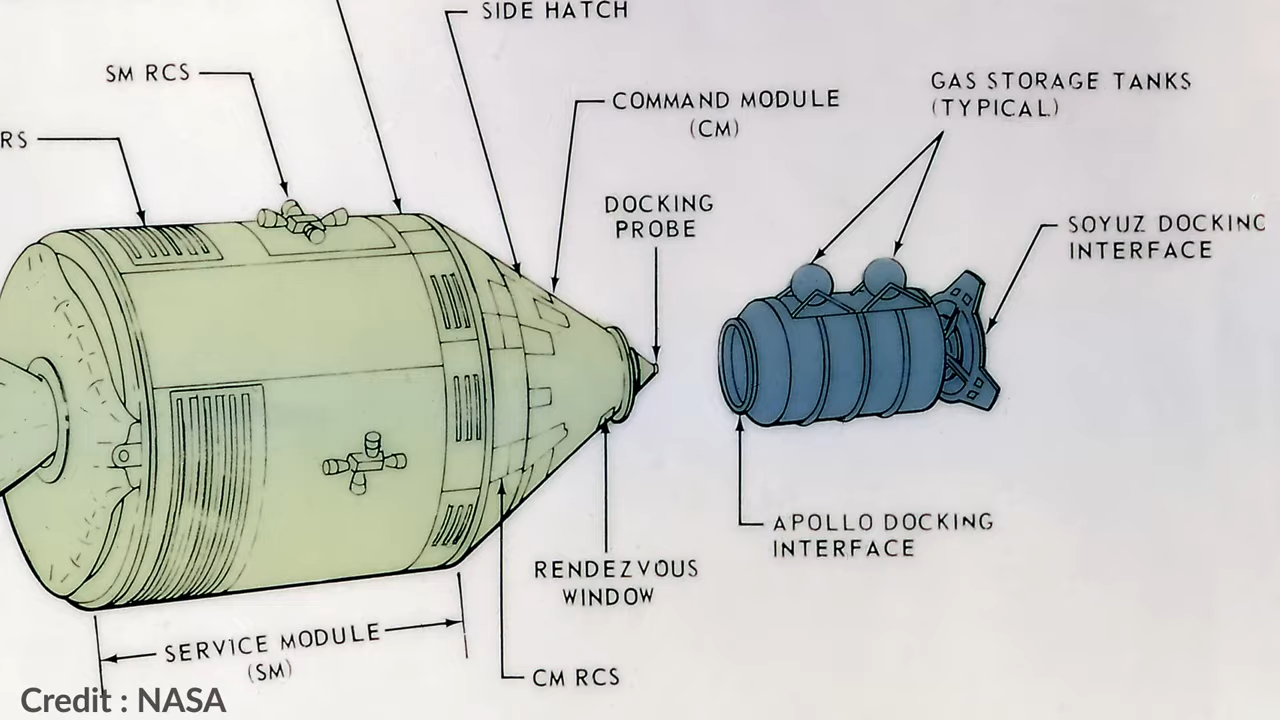 SIDE HATCH
SM RCS
GAS STORAGE TANKS
(TYPICAL)
COMMAND MODULE
(CM)
RS
DOCKING
PROBE
SOYUZ DOCKING
INTERFACE
APOLLO DOCKING
INTERFACE
RENDEZVOUS
WINDOW
SERVICE MODULE
(SM)
CM RCS
Credit : NASA